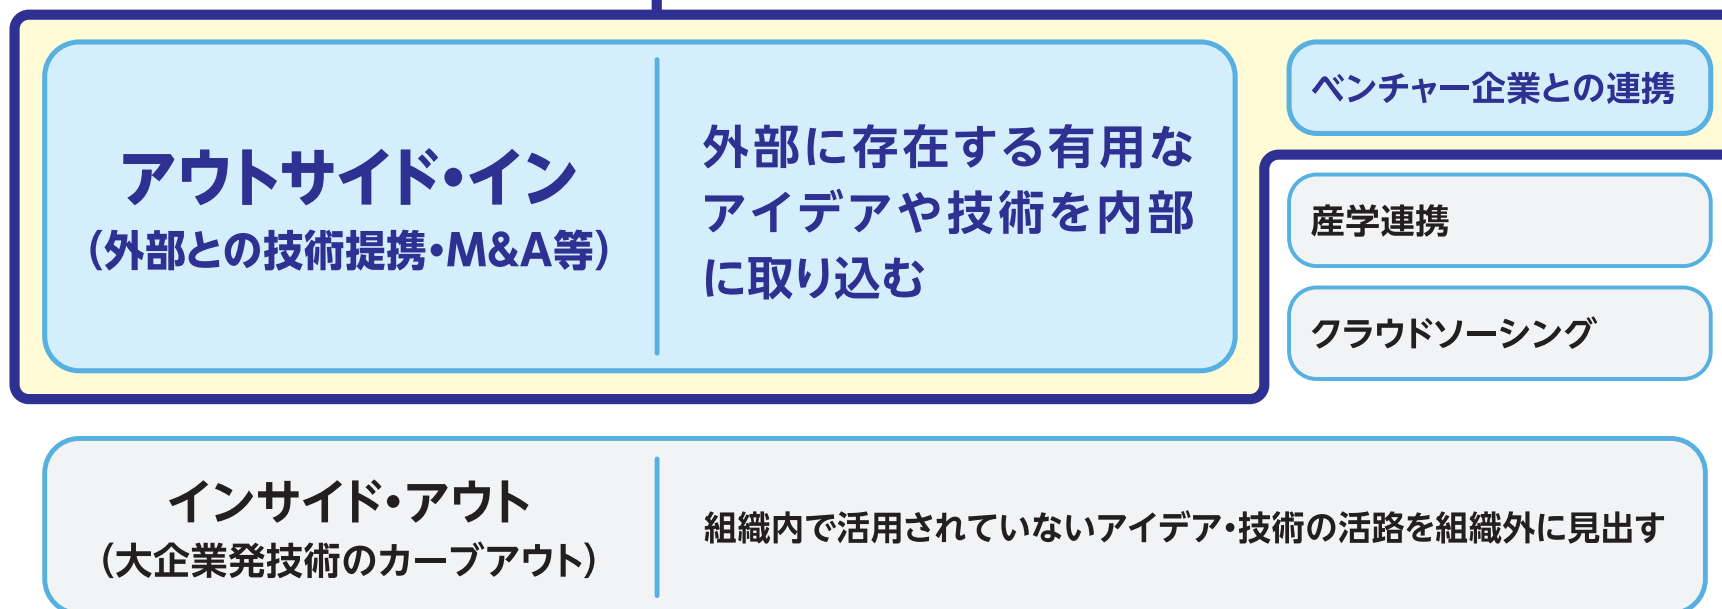 アウトサイド・イン
（外部との技術提携・M&A等）
外部に存在する有用な
アイデアや技術を内部
に取り込む
ベンチャー企業との連携
産学連携
クラウドソーシング
インサイド・アウト
（大企業発技術のカーブアウト）
組織内で活用されていないアイデア・技術の活路を組織外に見出す